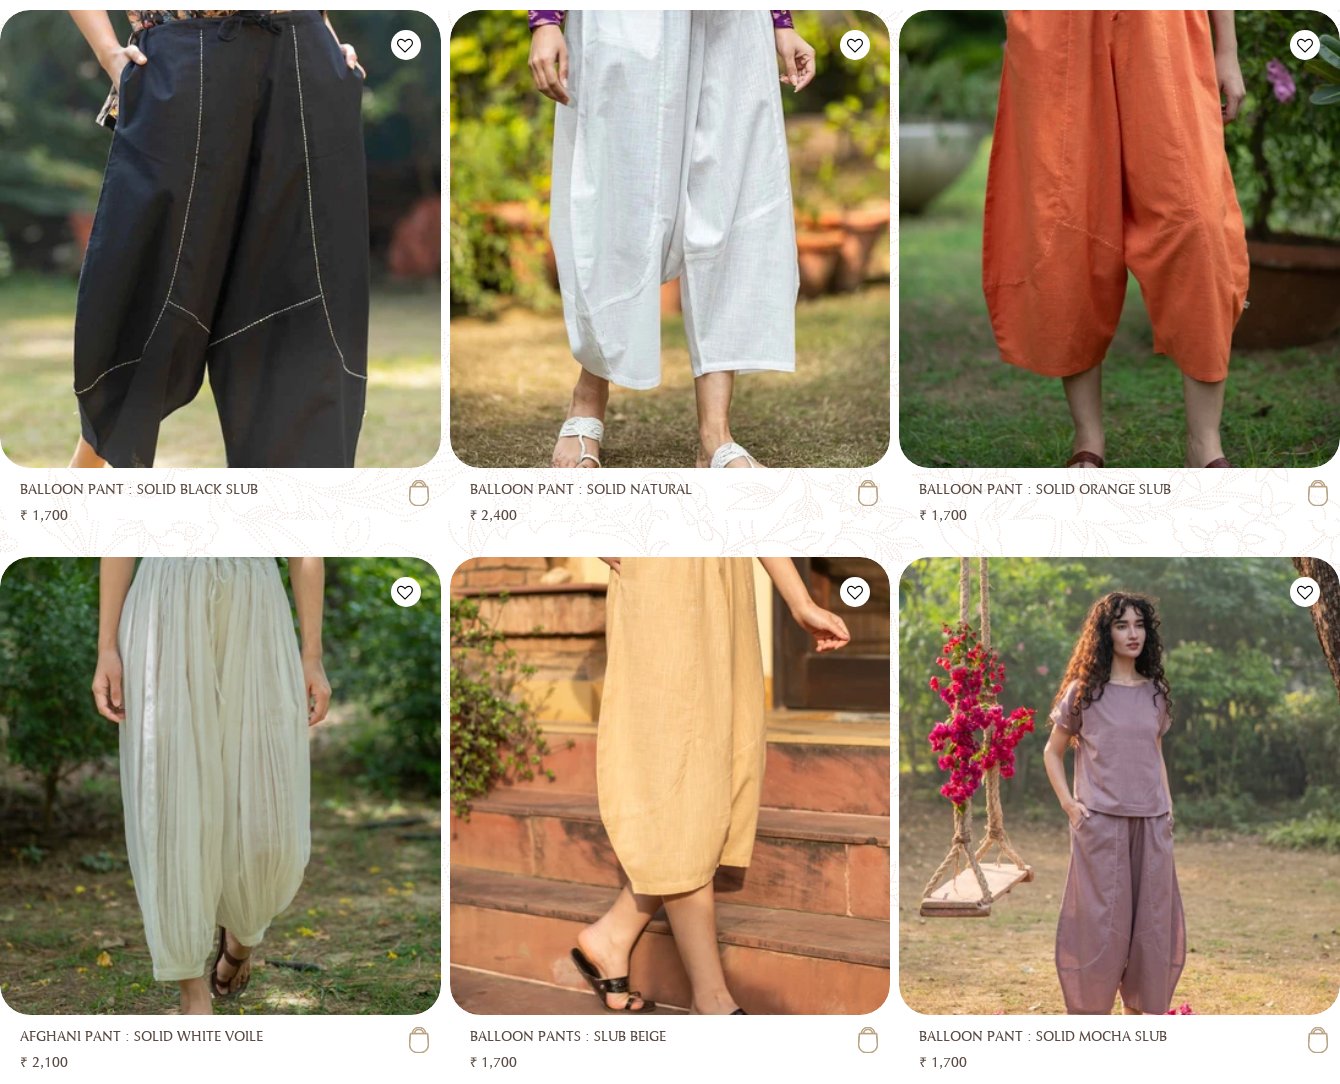 BALLOON PANT : SOLID BLACK SLUB
₹ 1,700
BALLOON PANT : SOLID NATURAL
₹ 2,400
BALLOON PANT : SOLID ORANGE SLUB
₹ 1,700
AFGHANI PANT : SOLID WHITE VOILE
₹ 2,100
BALLOON PANTS : SLUB BEIGE
₹ 1,700
BALLOON PANT : SOLID MOCHA SLUB
₹ 1,700